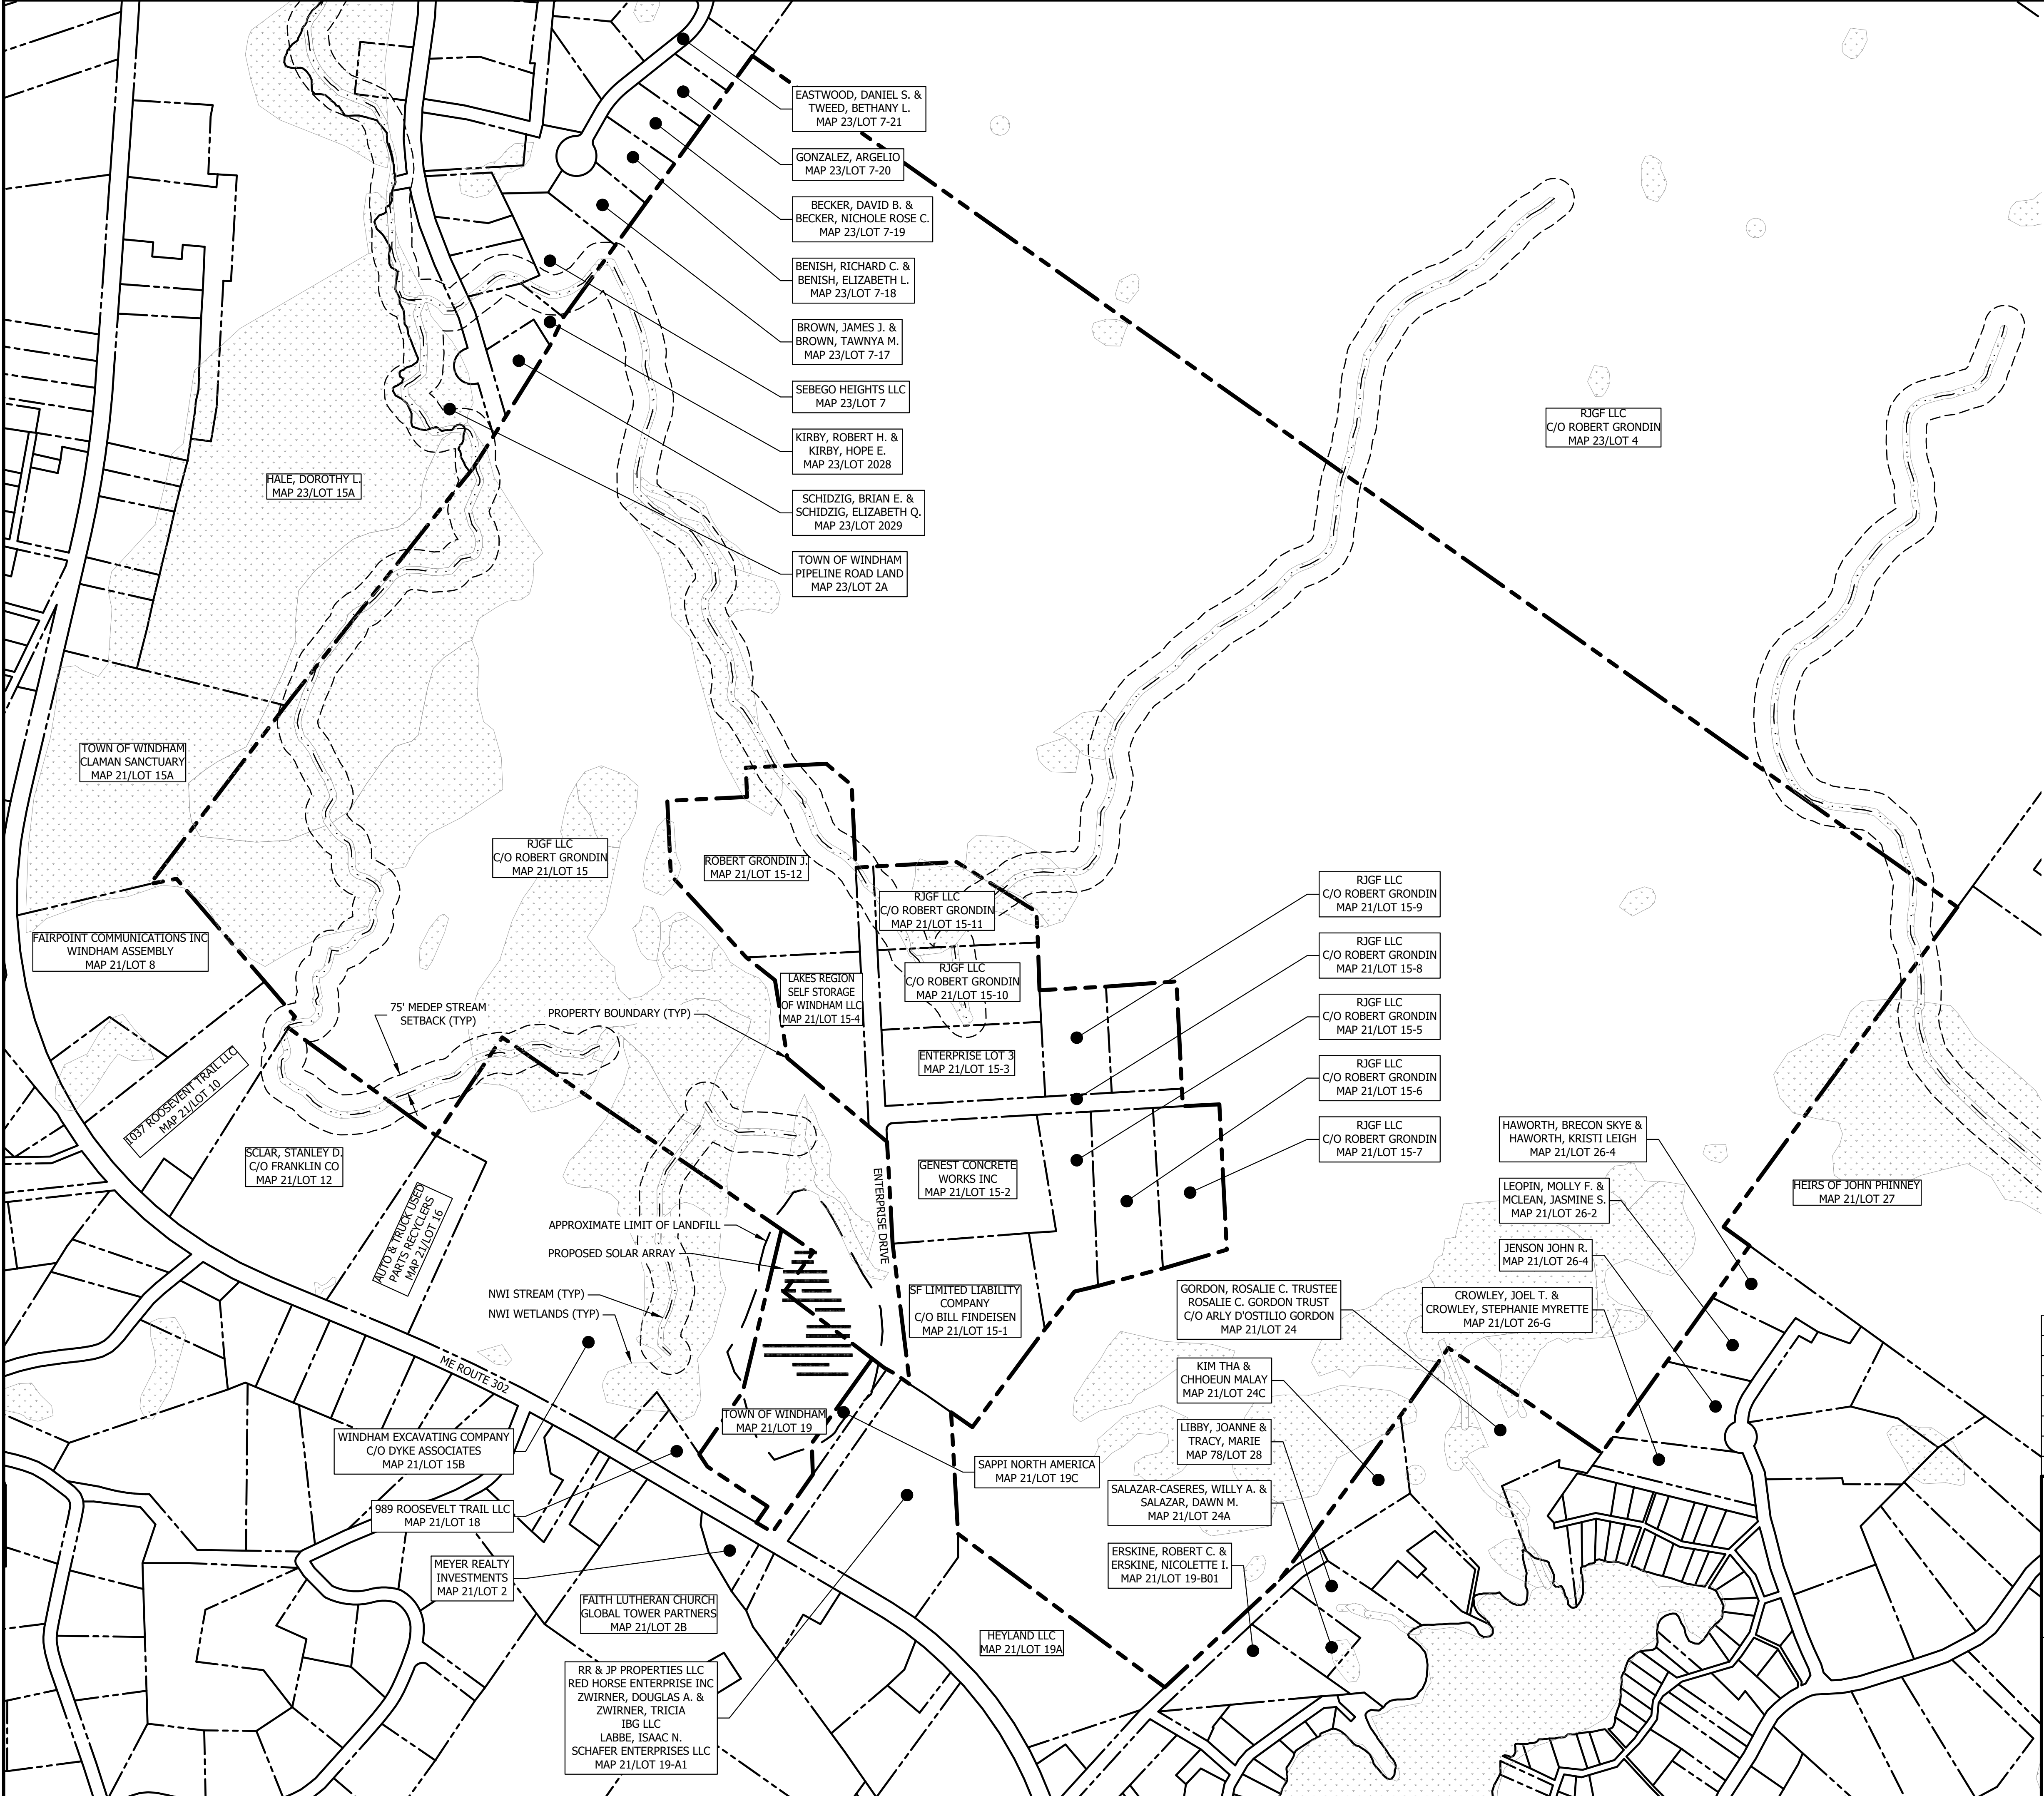 EASTWOOD, DANIEL S. &
TWEED, BETHANY L.
MAP 23/LOT 7-21
GONZALEZ, ARGELIO
MAP 23/LOT 7-20
BECKER, DAVID B. &
BECKER, NICHOLE ROSE C.
MAP 23/LOT 7-19
BENISH, RICHARD C. &
BENISH, ELIZABETH L.
MAP 23/LOT 7-18
BROWN, JAMES J. &
BROWN, TAWNYA M.
MAP 23/LOT 7-17
SEBEGO HEIGHTS LLC
MAP 23/LOT 7
KIRBY, ROBERT H. &
KIRBY, HOPE E.
MAP 23/LOT 2028
SCHIDZIG, BRIAN E. &
SCHIDZIG, ELIZABETH Q.
MAP 23/LOT 2029
TOWN OF WINDHAM
PIPELINE ROAD LAND
MAP 23/LOT 2A
RJGF LLC
C/O ROBERT GRONDIN
MAP 23/LOT 4
HALE, DOROTHY L.
MAP 23/LOT 15A
TOWN OF WINDHAM
CLAMAN SANCTUARY
MAP 21/LOT 15A
RJGF LLC
C/O ROBERT GRONDIN
MAP 21/LOT 15
ROBERT GRONDIN J.
MAP 21/LOT 15-12
RJGF LLC
C/O ROBERT GRONDIN
MAP 21/LOT 15-11
RJGF LLC
C/O ROBERT GRONDIN
MAP 21/LOT 15-10
RJGF LLC
C/O ROBERT GRONDIN
MAP 21/LOT 15-9
RJGF LLC
C/O ROBERT GRONDIN
MAP 21/LOT 15-8
RJGF LLC
C/O ROBERT GRONDIN
MAP 21/LOT 15-5
RJGF LLC
C/O ROBERT GRONDIN
MAP 21/LOT 15-6
RJGF LLC
C/O ROBERT GRONDIN
MAP 21/LOT 15-7
FAIRPOINT COMMUNICATIONS INC
WINDHAM ASSEMBLY
MAP 21/LOT 8
LAKES REGION
SELF STORAGE
OF WINDHAM LLC
MAP 21/LOT 15-4
75' MEDEP STREAM
SETBACK (TYP)
PROPERTY BOUNDARY (TYP)
ENTERPRISE LOT 3
MAP 21/LOT 15-3
1037 ROOSEVENT TRAIL LLC
MAP 21/LOT 10
SCLAR, STANLEY D.
C/O FRANKLIN CO
MAP 21/LOT 12
AUTO & TRUCK USED
PARTS RECYCLERS
MAP 21/LOT 16
GENEST CONCRETE
WORKS INC
MAP 21/LOT 15-2
ENTERPRISE DRIVE
APPROXIMATE LIMIT OF LANDFILL
PROPOSED SOLAR ARRAY
NWI STREAM (TYP)
NWI WETLANDS (TYP)
SF LIMITED LIABILITY
COMPANY
C/O BILL FINDEISEN
MAP 21/LOT 15-1
HAWORTH, BRECON SKYE &
HAWORTH, KRISTI LEIGH
MAP 21/LOT 26-4
LEOPIN, MOLLY F. &
MCLEAN, JASMINE S.
MAP 21/LOT 26-2
JENSON JOHN R.
MAP 21/LOT 26-4
CROWLEY, JOEL T. &
CROWLEY, STEPHANIE MYRETTE
MAP 21/LOT 26-G
HEIRS OF JOHN PHINNEY
MAP 21/LOT 27
GORDON, ROSALIE C. TRUSTEE
ROSALIE C. GORDON TRUST
C/O ARLY D'OSTILIO GORDON
MAP 21/LOT 24
KIM THA &
CHHOEUN MALAY
MAP 21/LOT 24C
LIBBY, JOANNE &
TRACY, MARIE
MAP 78/LOT 28
SALAZAR-CASERES, WILLY A. &
SALAZAR, DAWN M.
MAP 21/LOT 24A
ERSKINE, ROBERT C. &
ERSKINE, NICOLETTE I.
MAP 21/LOT 19-B01
ME ROUTE 302
TOWN OF WINDHAM
MAP 21/LOT 19
SAPPI NORTH AMERICA
MAP 21/LOT 19C
WINDHAM EXCAVATING COMPANY
C/O DYKE ASSOCIATES
MAP 21/LOT 15B
989 ROOSEVELT TRAIL LLC
MAP 21/LOT 18
MEYER REALTY
INVESTMENTS
MAP 21/LOT 2
FAITH LUTHERAN CHURCH
GLOBAL TOWER PARTNERS
MAP 21/LOT 2B
HEYLAND LLC
MAP 21/LOT 19A
RR & JP PROPERTIES LLC
RED HORSE ENTERPRISE INC
ZWIRNER, DOUGLAS A. &
ZWIRNER, TRICIA
IBG LLC
LABBE, ISAAC N.
SCHAFER ENTERPRISES LLC
MAP 21/LOT 19-A1